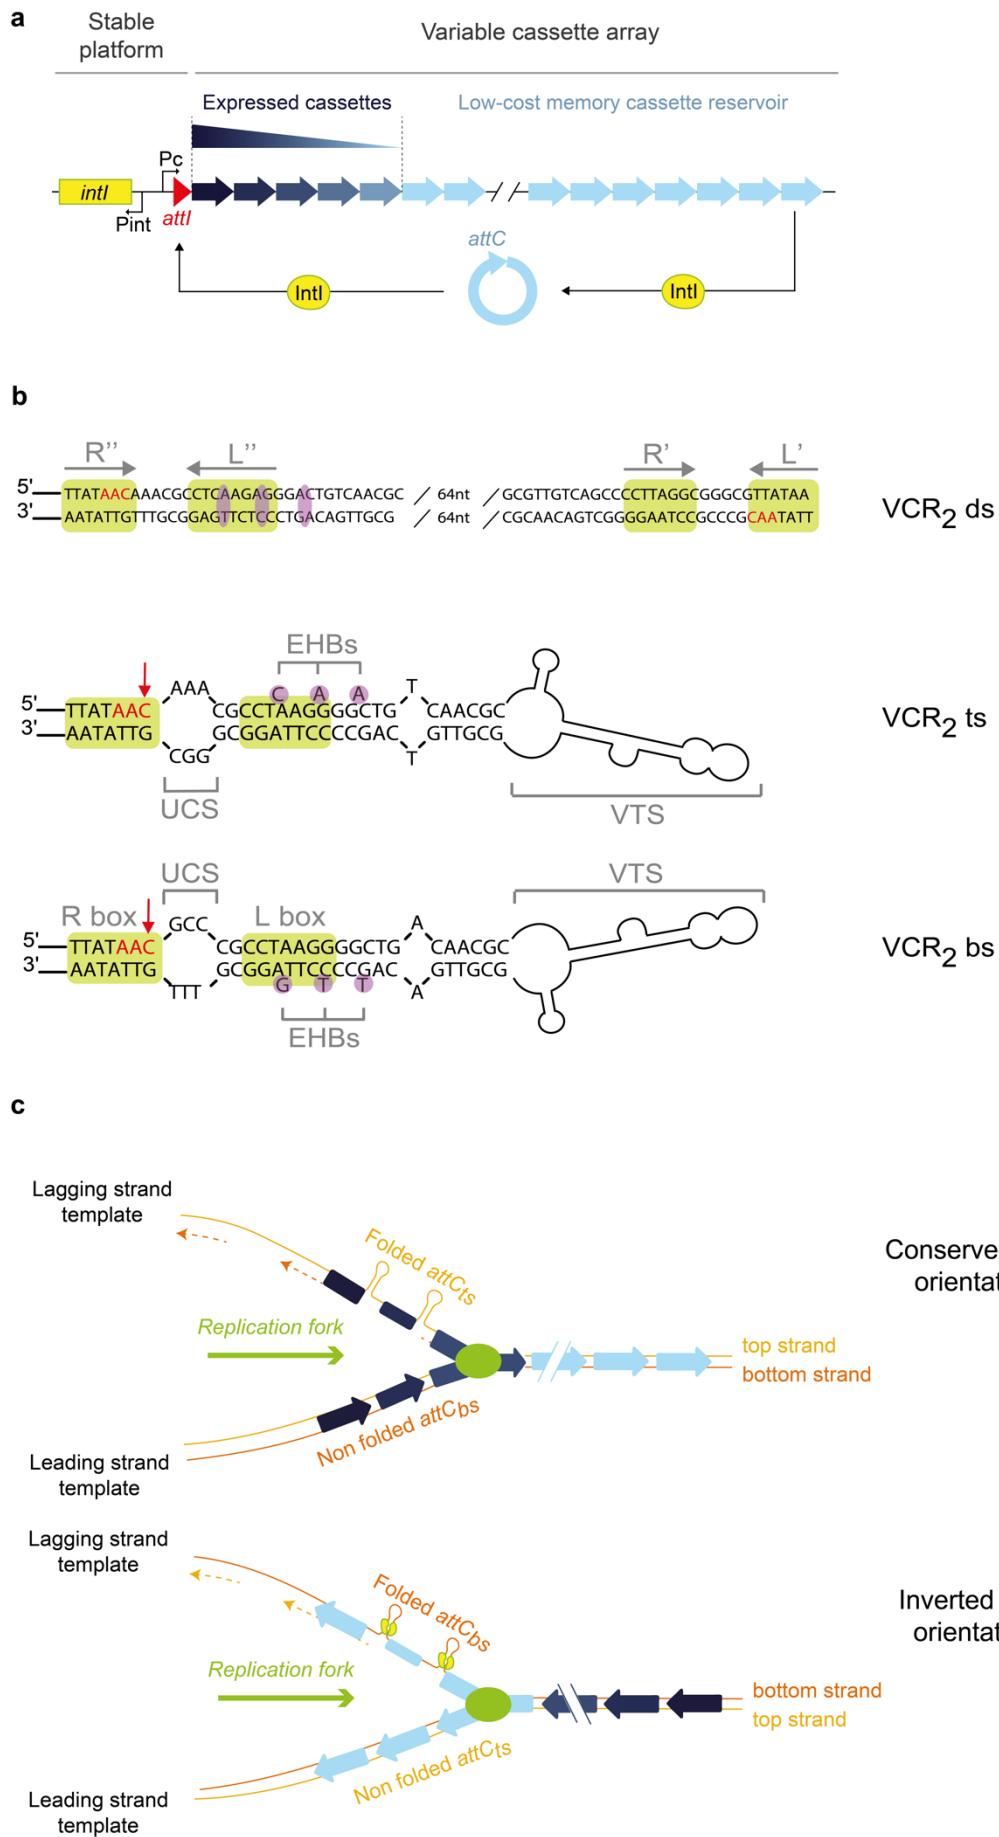 a
Stable
platform
Variable cassette array
Expressed cassettes
Low-cost memory cassette reservoir
Pc
intI
Pint
attI
attC
IntI
IntI
b
R’’
L’’
R’
L’
5'
TTATAACAAACGCCTCAAGAGGGACTGTCAACGC
64nt
GCGTTGTCAGCCCCTTAGGCGGGCGTTATAA
3'
AATATTGTTTGCGGAGTTCTCCCTGACAGTTGCG
64nt
CGCAACAGTCGGGGAATCCGCCCGCAATATT
VCR2 ds
EHBs
C A A
T
AAA
5'
TTATAAC
CGCCTAAGGGGCTG
CAACGC
3'
AATATTG
GCGGATTCCCCGAC
GTTGCG
CGG
T
UCS
VTS
VCR2 ts
UCS
VTS
R box
L box
GCC
A
5'
TTATAAC
CGCCTAAGGGGCTG
CAACGC
3'
AATATTG
GCGGATTCCCCGAC
GTTGCG
TTT
G T T
A
EHBs
VCR2 bs
c
Lagging strand
template
Folded attCts
Conserve
orientat
Replication fork
top strand
bottom strand
Non folded attCbs
Leading strand
template
Lagging strand
template
Folded attCbs
Inverted
orientat
Replication fork
bottom strand
top strand
Non folded attCts
Leading strand
template